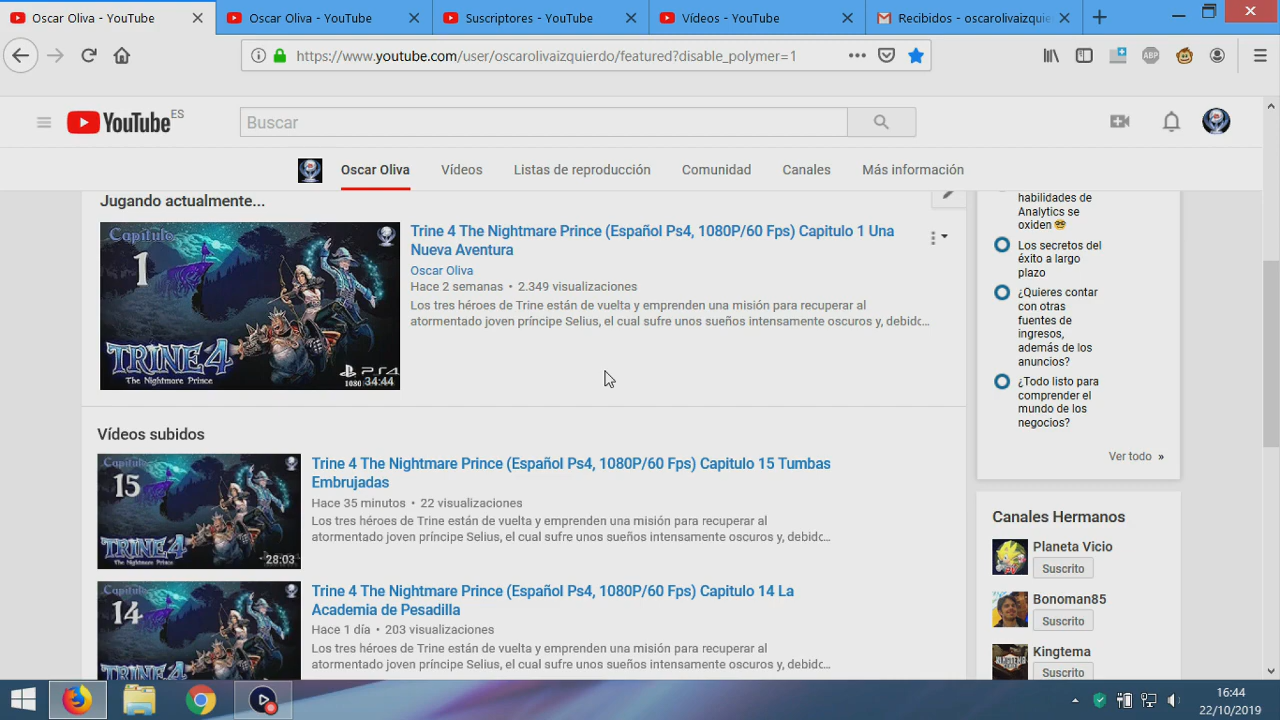 Oscar Oliva - YouTube
Oscar Oliva - YouTube
Suscriptores - YouTube
Vídeos - YouTube
Recibidos - oscarolivaizquie
https://www.youtube.com/user/oscarolivaizquierdo/featured?disable_polymer=1
ABP
YouTube ES
Buscar
Oscar Oliva
Vídeos
Listas de reproducción
Comunidad
Canales
Más información
Jugando actualmente...
Capitulo
1
TRINE 4
The Nightmare Prince
PS4
1080
34:44
Trine 4 The Nightmare Prince (Español Ps4, 1080P/60 Fps) Capitulo 1 Una
Nueva Aventura
Oscar Oliva
Hace 2 semanas • 2.349 visualizaciones
Los tres héroes de Trine están de vuelta y emprenden una misión para recuperar al
atormentado joven príncipe Selius, el cual sufre unos sueños intensamente oscuros y, debido...
Vídeos subidos
Capitulo
15
TRINE 4
The Nightmare Prince
28:03
Trine 4 The Nightmare Prince (Español Ps4, 1080P/60 Fps) Capitulo 15 Tumbas
Embrujadas
Hace 35 minutos • 22 visualizaciones
Los tres héroes de Trine están de vuelta y emprenden una misión para recuperar al
atormentado joven príncipe Selius, el cual sufre unos sueños intensamente oscuros y, debido...
Capitulo
14
TRINE 4
Trine 4 The Nightmare Prince (Español Ps4, 1080P/60 Fps) Capitulo 14 La
Academia de Pesadilla
Hace 1 día • 203 visualizaciones
Los tres héroes de Trine están de vuelta y emprenden una misión para recuperar al
atormentado joven príncipe Selius, el cual sufre unos sueños intensamente oscuros y, debido...
habilidades de
Analytics se
oxiden
Los secretos del
éxito a largo
plazo
¿Quieres contar
con otras
fuentes de
ingresos,
además de los
anuncios?
¿Todo listo para
comprender el
mundo de los
negocios?
Ver todo »
Canales Hermanos
Planeta Vicio
Suscrito
Bonoman85
Suscrito
Kingtema
Suscrito
16:44
22/10/2019